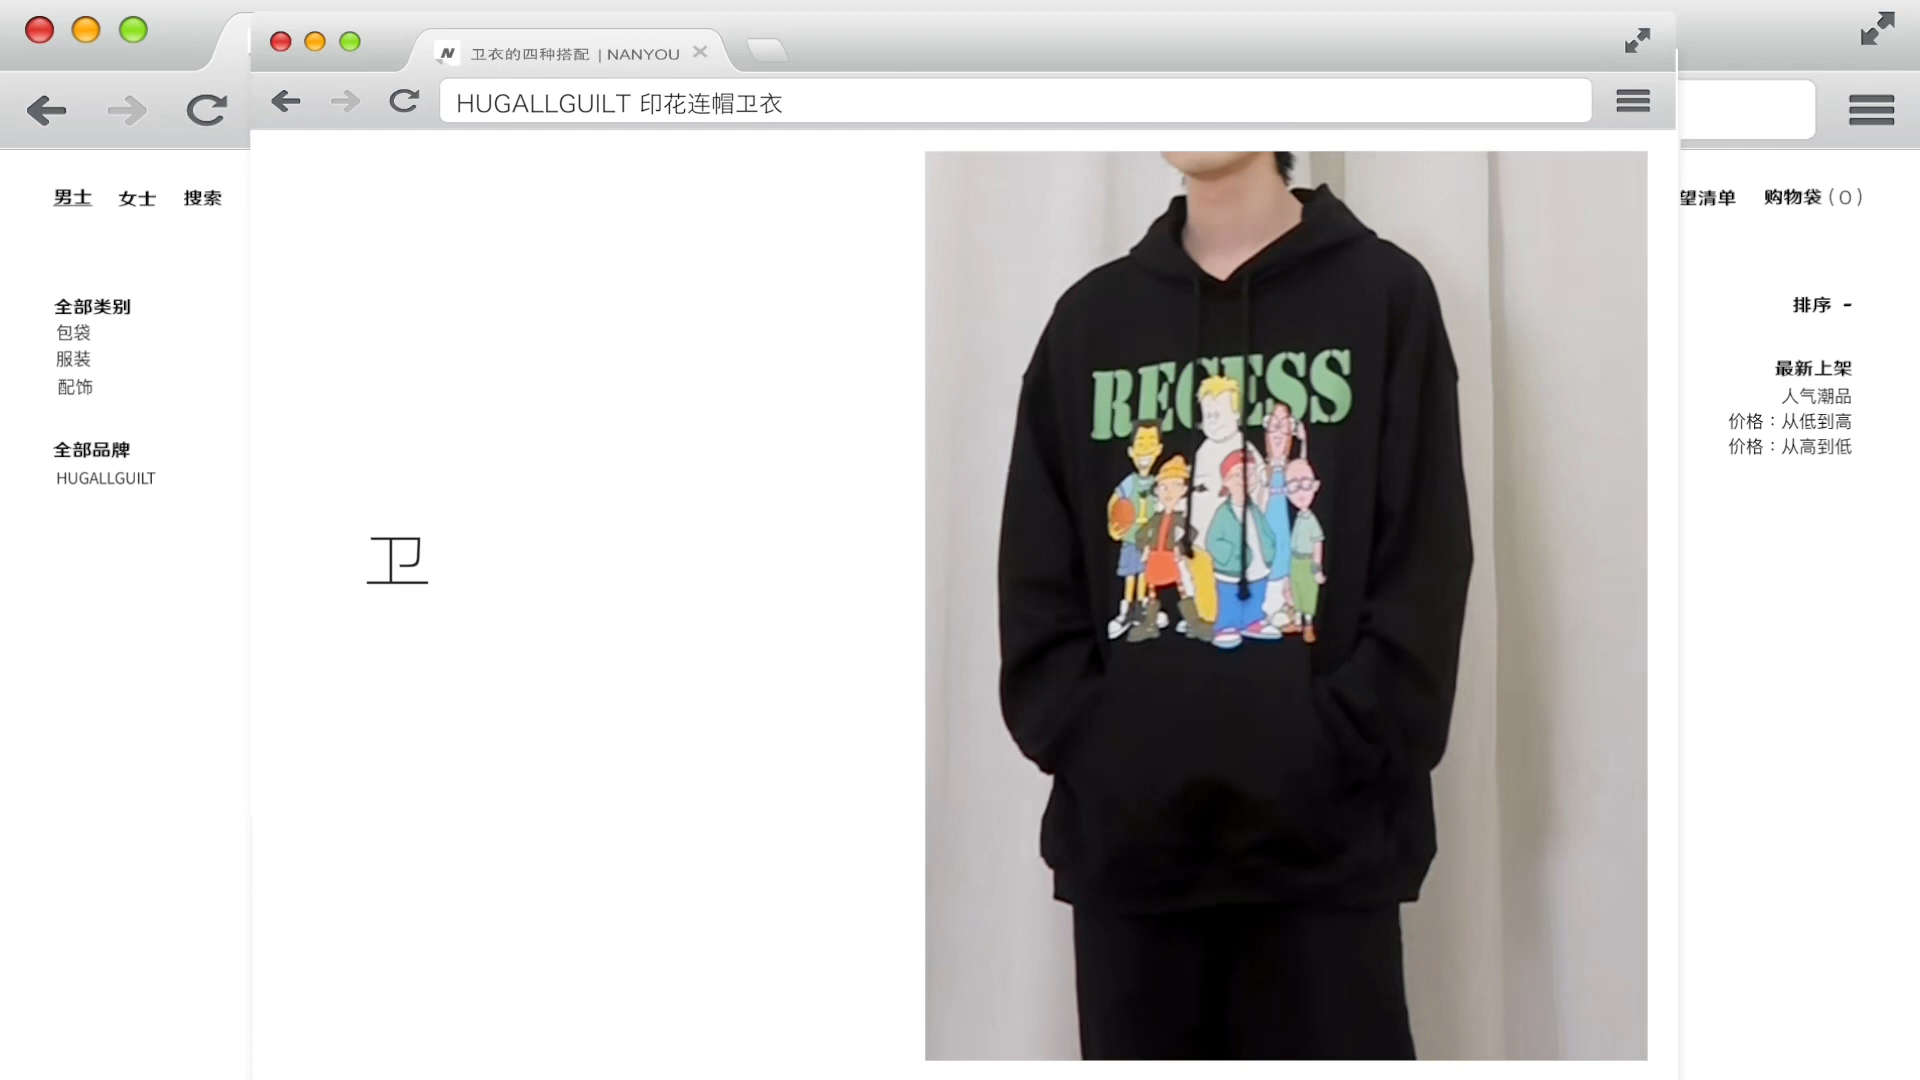 卫衣的四种搭配 | NANYOU
HUGALLGUILT 印花连帽卫衣
男士 女士 搜索
望清单 购物袋 ( 0 )
全部类别
包袋
服装
配饰
全部品牌
HUGALLGUILT
排序 -
最新上架
人气潮品
价格：从低到高
价格：从高到低
卫
RECESS